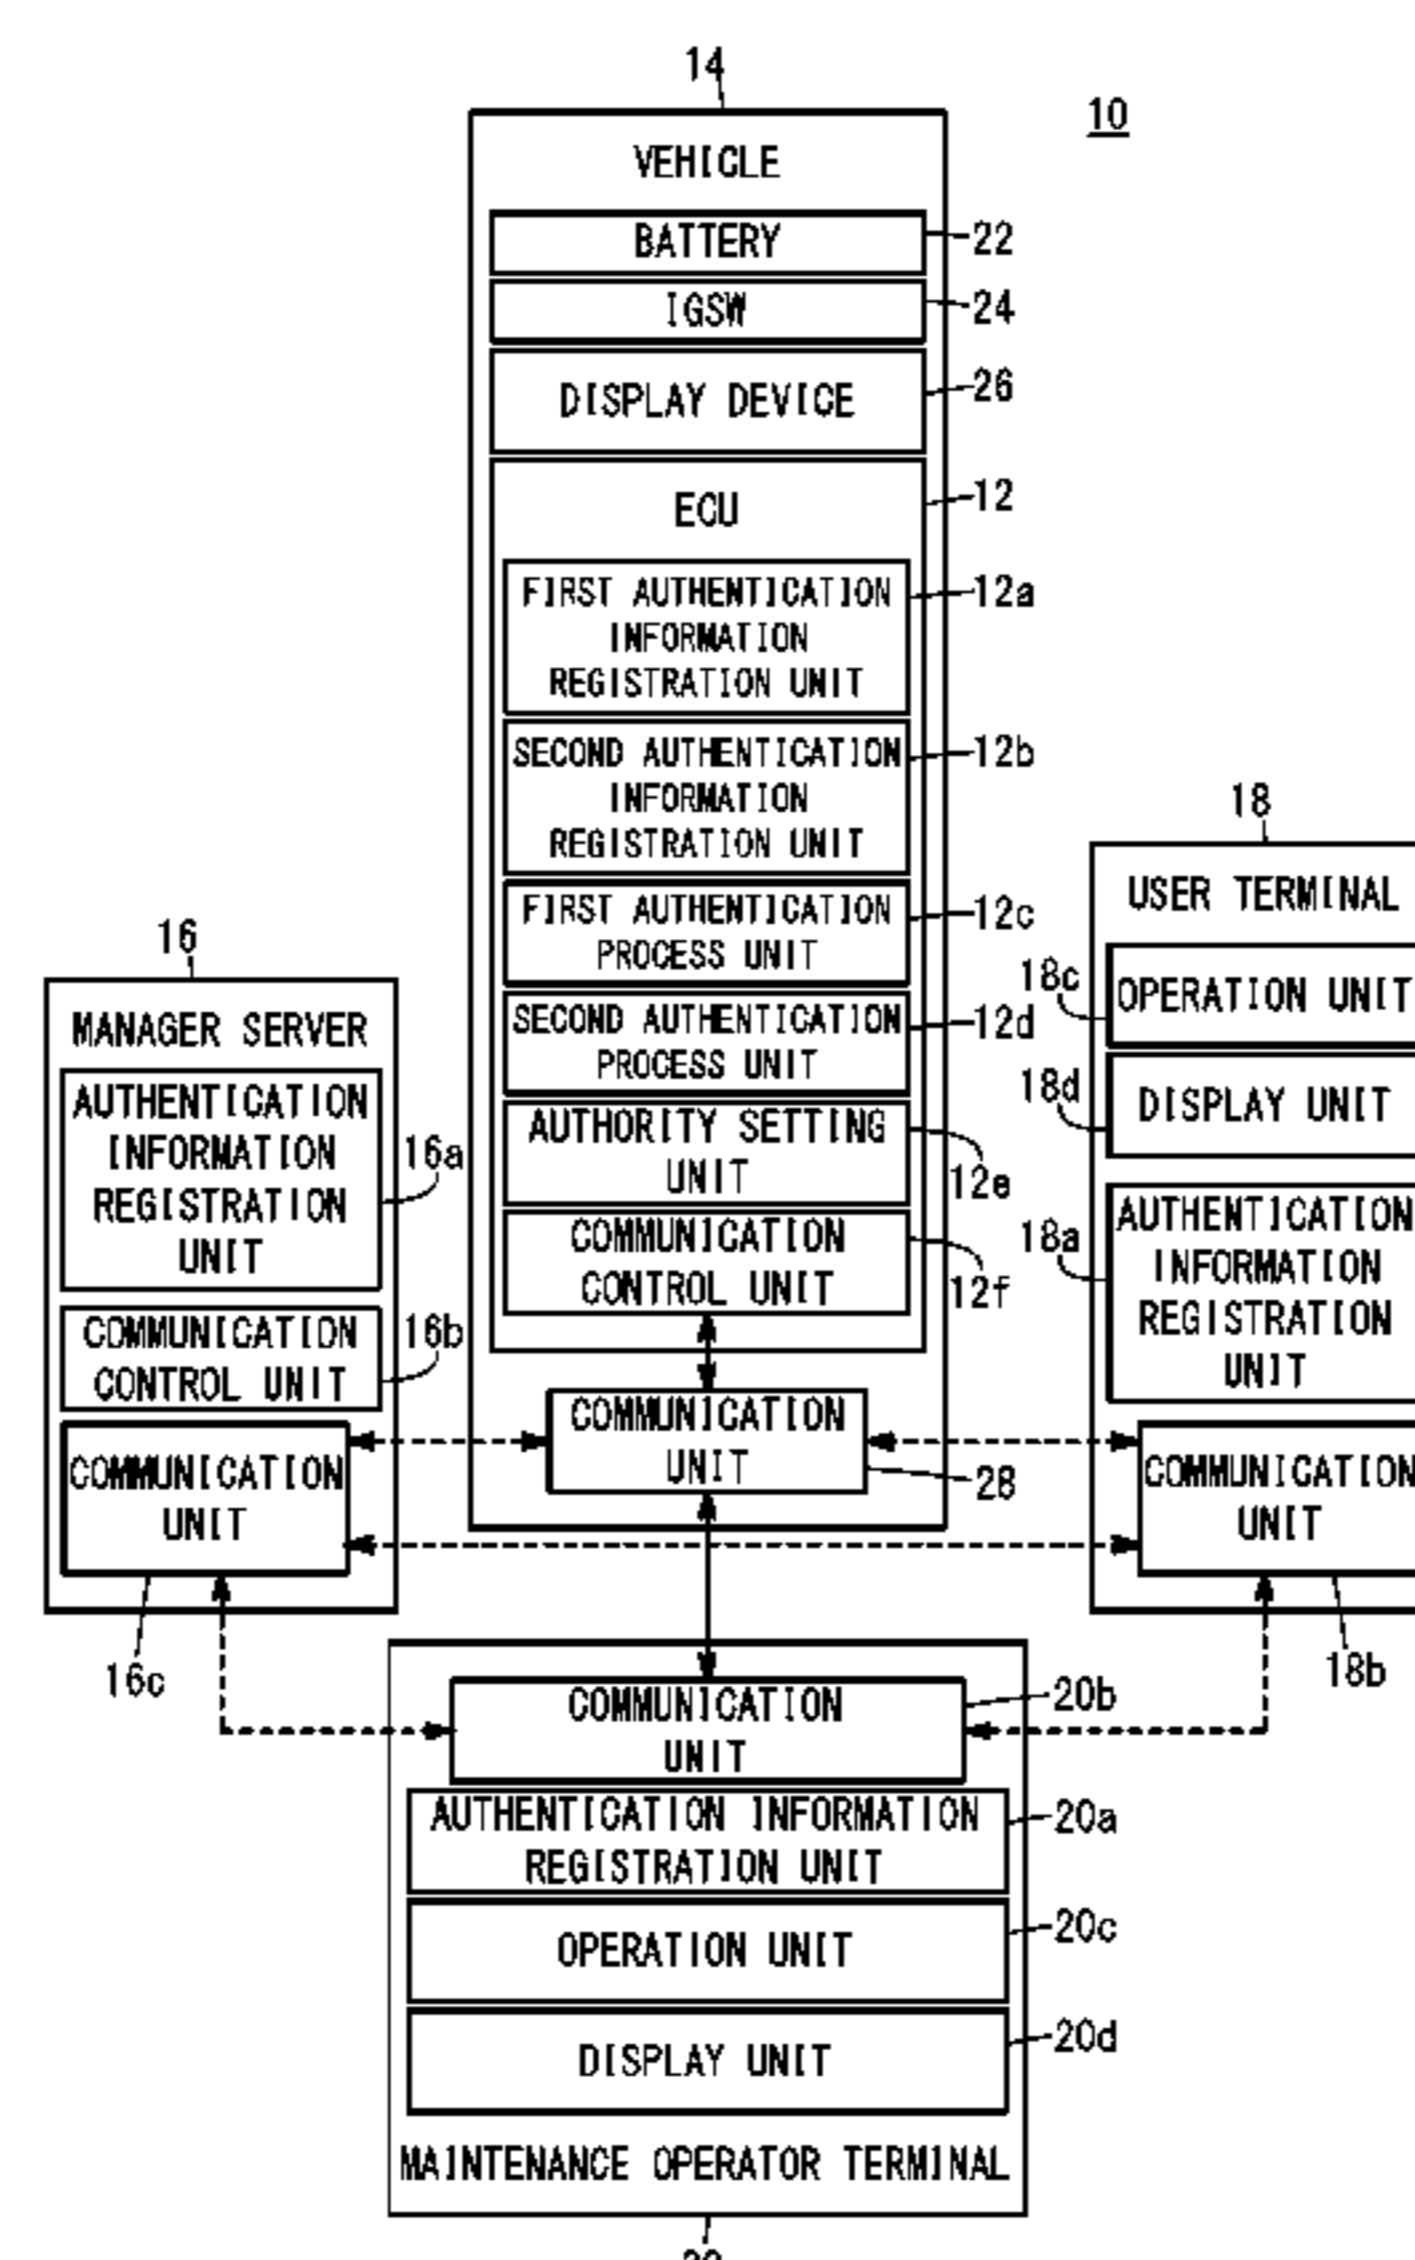 14
10
VEHICLE
BATTERY
22
IGSW
24
DISPLAY DEVICE
26
ECU
12
FIRST AUTHENTICATION
INFORMATION
REGISTRATION UNIT
12a
SECOND AUTHENTICATION
INFORMATION
REGISTRATION UNIT
12b
FIRST AUTHENTICATION
PROCESS UNIT
12c
SECOND AUTHENTICATION
PROCESS UNIT
12d
AUTHORITY SETTING
UNIT
12e
COMMUNICATION
CONTROL UNIT
12f
COMMUNICATION
UNIT
28
16
MANAGER SERVER
AUTHENTICATION
INFORMATION
REGISTRATION
UNIT
16a
COMMUNICATION
CONTROL UNIT
16b
COMMUNICATION
UNIT
16c
18
USER TERMINAL
18c
OPERATION UNIT
18d
DISPLAY UNIT
18a
AUTHENTICATION
INFORMATION
REGISTRATION
UNIT
COMMUNICATION
UNIT
18b
COMMUNICATION
UNIT
20b
AUTHENTICATION INFORMATION
REGISTRATION UNIT
20a
OPERATION UNIT
20c
DISPLAY UNIT
20d
MAINTENANCE OPERATOR TERMINAL